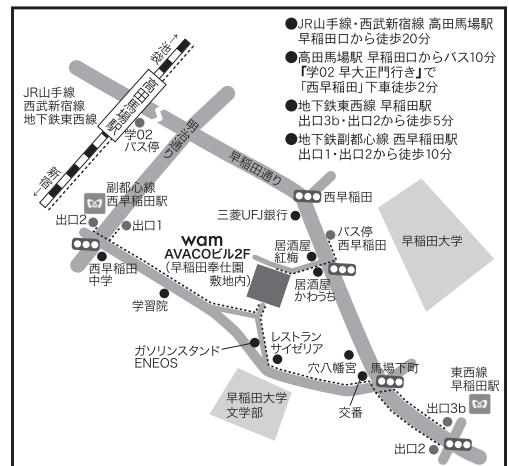 ●JR山手線・西武新宿線 高田馬場駅
早稲田口から徒歩20分
●高田馬場駅 早稲田口からバス10分
『学02 早大正門行き』で
「西早稲田」下車徒歩2分
●地下鉄東西線 早稲田駅
出口3b・出口2から徒歩5分
●地下鉄副都心線 西早稲田駅
出口1・出口2から徒歩10分
↑池袋
高田馬場駅
新宿←
JR山手線
西武新宿線
地下鉄東西線
学02
バス停
明治通り
早稲田通り
副都心線
西早稲田駅
出口2
出口1
西早稲田
三菱UFJ銀行
バス停
西早稲田
早稲田大学
wam
AVACOビル2F
(早稲田奉仕園
敷地内)
居酒屋
紅梅
居酒屋
かわうち
西早稲田
中学
学習院
ガソリンスタンド
ENEOS
レストラン
サイゼリア
穴八幡宮
馬場下町
交番
早稲田大学
文学部
東西線
早稲田駅
出口3b
出口2